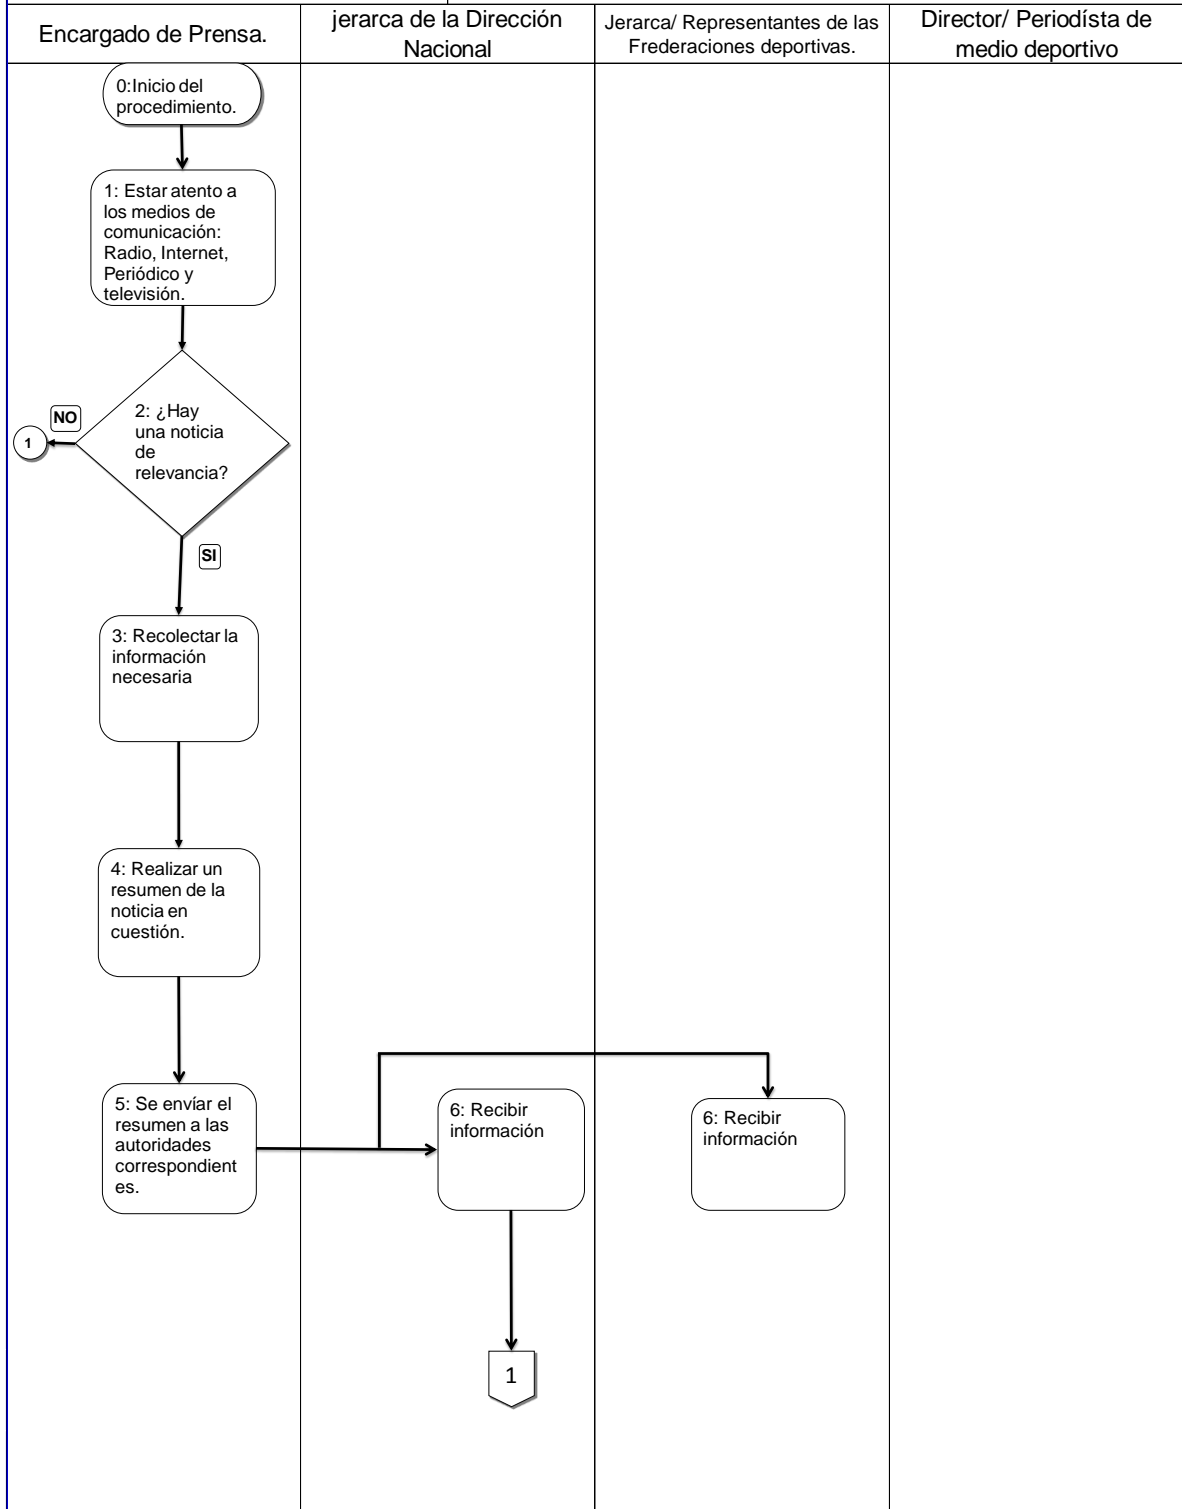 Encargado de Prensa.
jerarca de la Dirección
Nacional
Jerarca/ Representantes de las
Frederaciones deportivas.
Director/ Periodísta de
medio deportivo
0:Inicio del
procedimiento.
1: Estar atento a
los medios de
comunicación:
Radio, Internet,
Periódico y
televisión.
2: ¿Hay
una noticia
de
relevancia?
NO
1
SI
3: Recolectar la
información
necesaria
4: Realizar un
resumen de la
noticia en
cuestión.
5: Se envíar el
resumen a las
autoridades
correspondient
es.
6: Recibir
información
6: Recibir
información
1